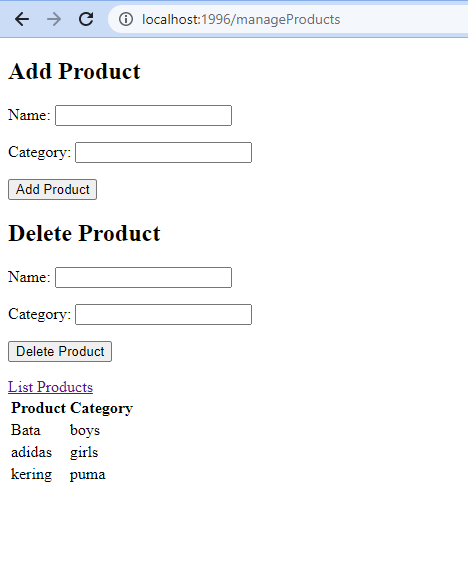 localhost:1996/manageProducts
Add Product
Name:
Category:
Add Product
Delete Product
Name:
Category:
Delete Product
List Products
Product Category
Bata boys
adidas girls
kering puma